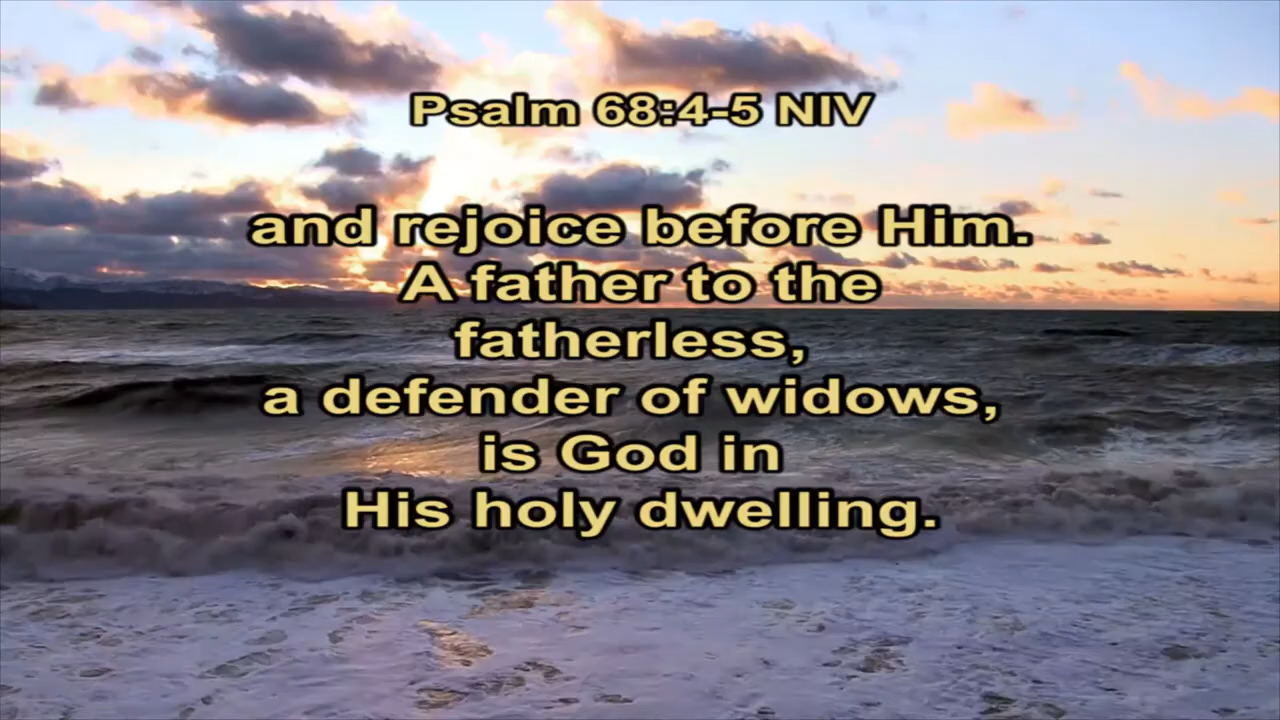 Psalm 68:4-5 NIV
and rejoice before Him.
A father to the
fatherless,
a defender of widows,
is God in
His holy dwelling.